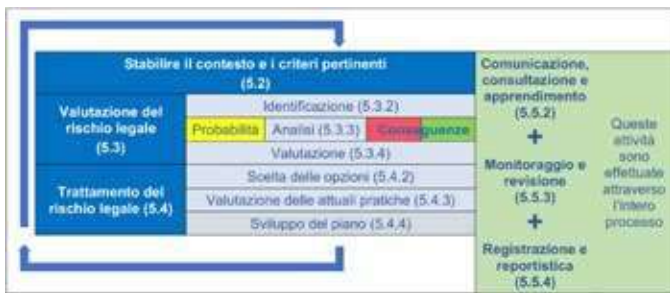 Stabilire il contesto e i criteri pertinenti
(5.2)
Valutazione del
rischio legale
(5.3)
Identificazione (5.3.2)
Probabilità
Analisi (5.3.3)
Conseguenze
Valutazione (5.3.4)
Trattamento del
rischio legale (5.4)
Scelta delle opzioni (5.4.2)
Valutazione delle attuali pratiche (5.4.3)
Sviluppo del piano (5.4,4)
Comunicazione,
consultazione e
apprendimento
(5.5.2)
+
Monitoraggio e
revisione
(5.5.3)
+
Registrazione e
reportistica
(5.5.4)
Queste
attività
sono
effettuate
attraverso
l'intero
processo